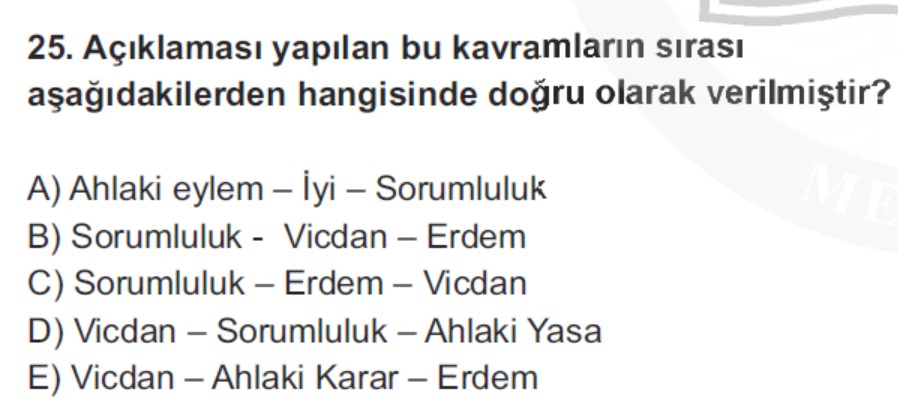 25. Açıklaması yapılan bu kavramların sırası
aşağıdakilerden hangisinde doğru olarak verilmiştir?
A) Ahlaki eylem – İyi – Sorumluluk
B) Sorumluluk -  Vicdan – Erdem
C) Sorumluluk – Erdem – Vicdan
D) Vicdan – Sorumluluk – Ahlaki Yasa
E) Vicdan – Ahlaki Karar – Erdem
ME